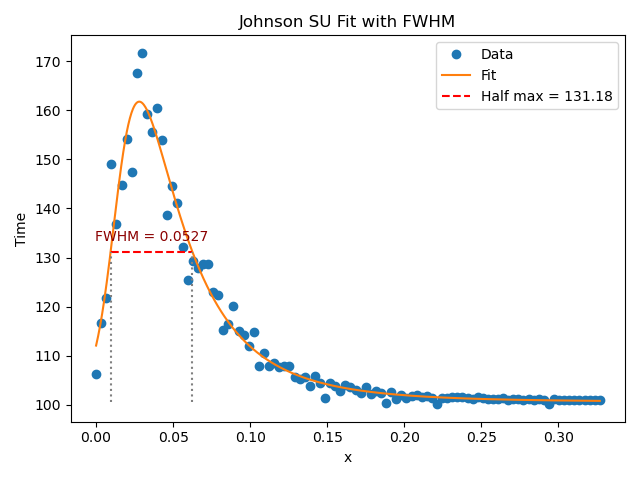 Johnson SU Fit with FWHM
Data
Fit
Half max = 131.18
FWHM = 0.0527
Time
170
160
150
140
130
120
110
100
0.00
0.05
0.10
0.15
0.20
0.25
0.30
x